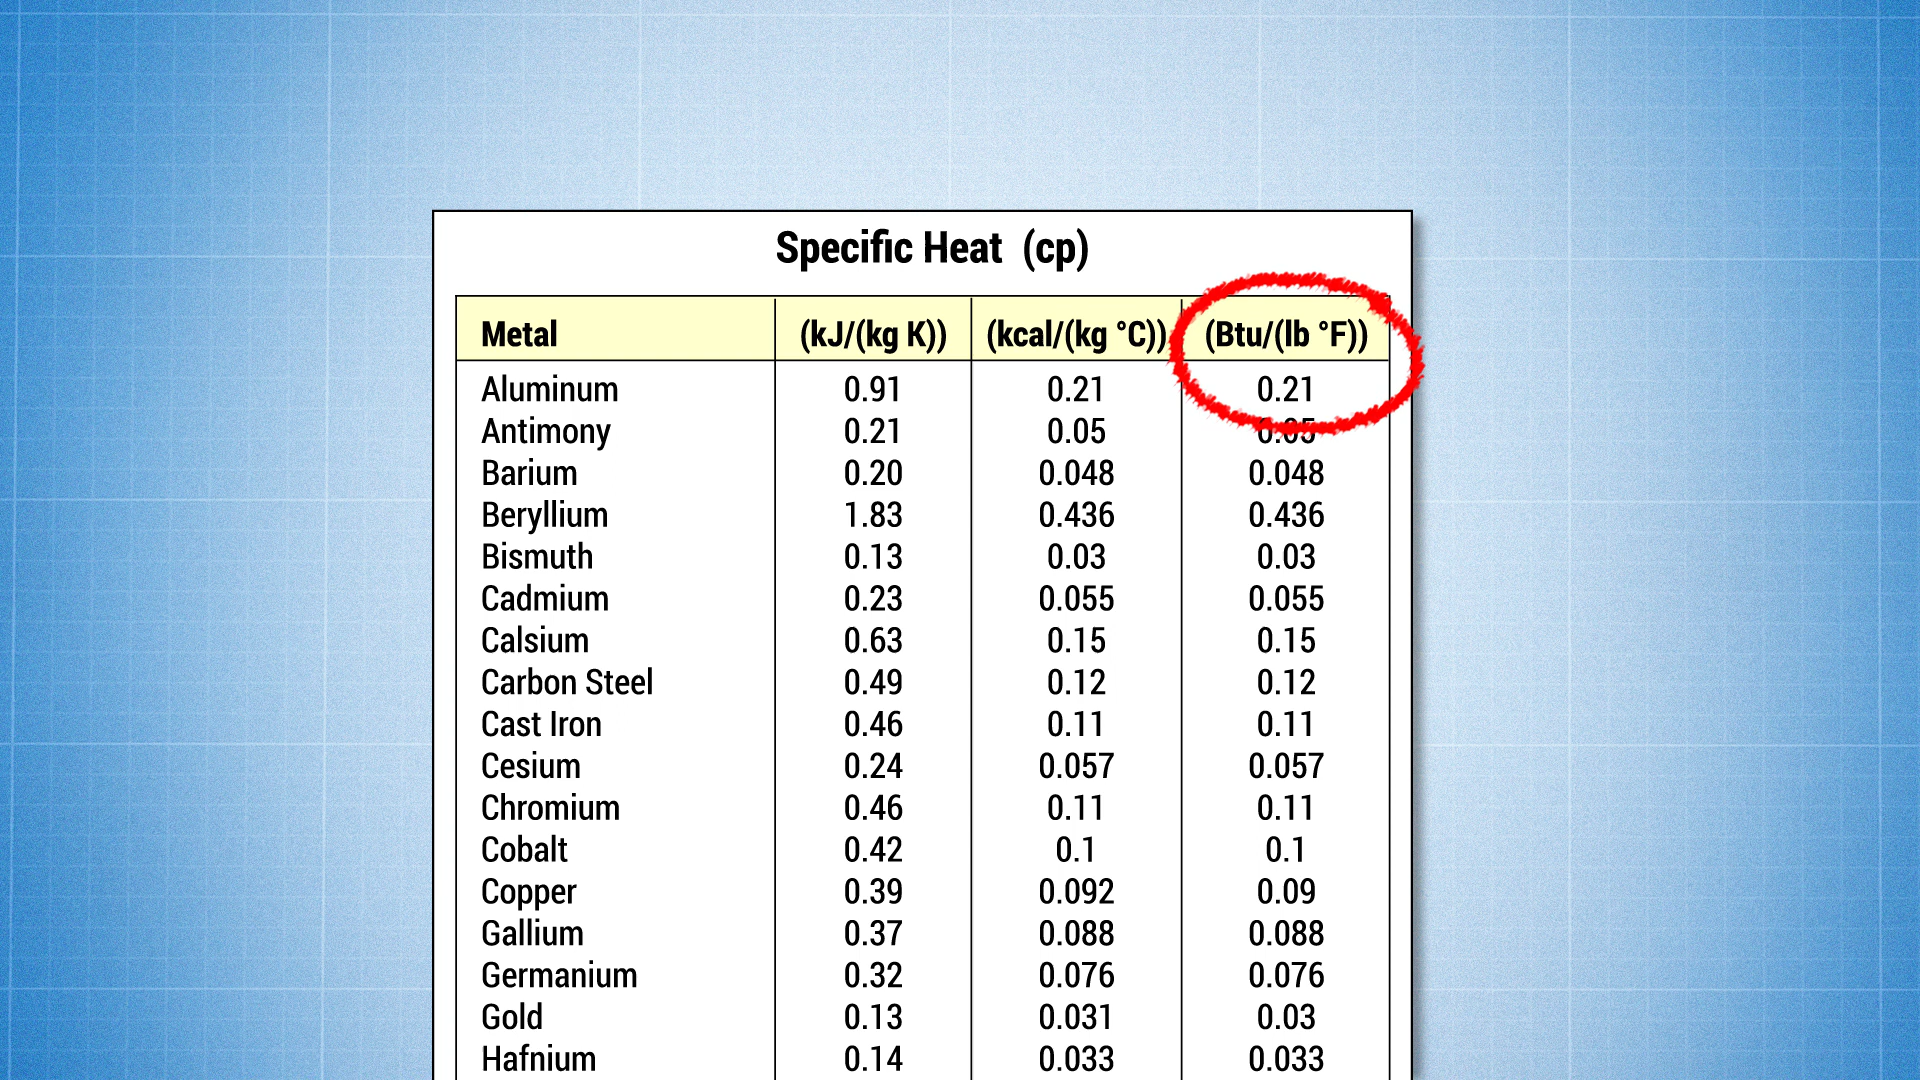 Specific Heat (cp)
Metal (kJ/(kg K)) (kcal/(kg °C)) (Btu/(lb °F))
Aluminum 0.91 0.21 0.21
Antimony 0.21 0.05 0.05
Barium 0.20 0.048 0.048
Beryllium 1.83 0.436 0.436
Bismuth 0.13 0.03 0.03
Cadmium 0.23 0.055 0.055
Calsium 0.63 0.15 0.15
Carbon Steel 0.49 0.12 0.12
Cast Iron 0.46 0.11 0.11
Cesium 0.24 0.057 0.057
Chromium 0.46 0.11 0.11
Cobalt 0.42 0.1 0.1
Copper 0.39 0.092 0.09
Gallium 0.37 0.088 0.088
Germanium 0.32 0.076 0.076
Gold 0.13 0.031 0.03
Hafnium 0.14 0.033 0.033